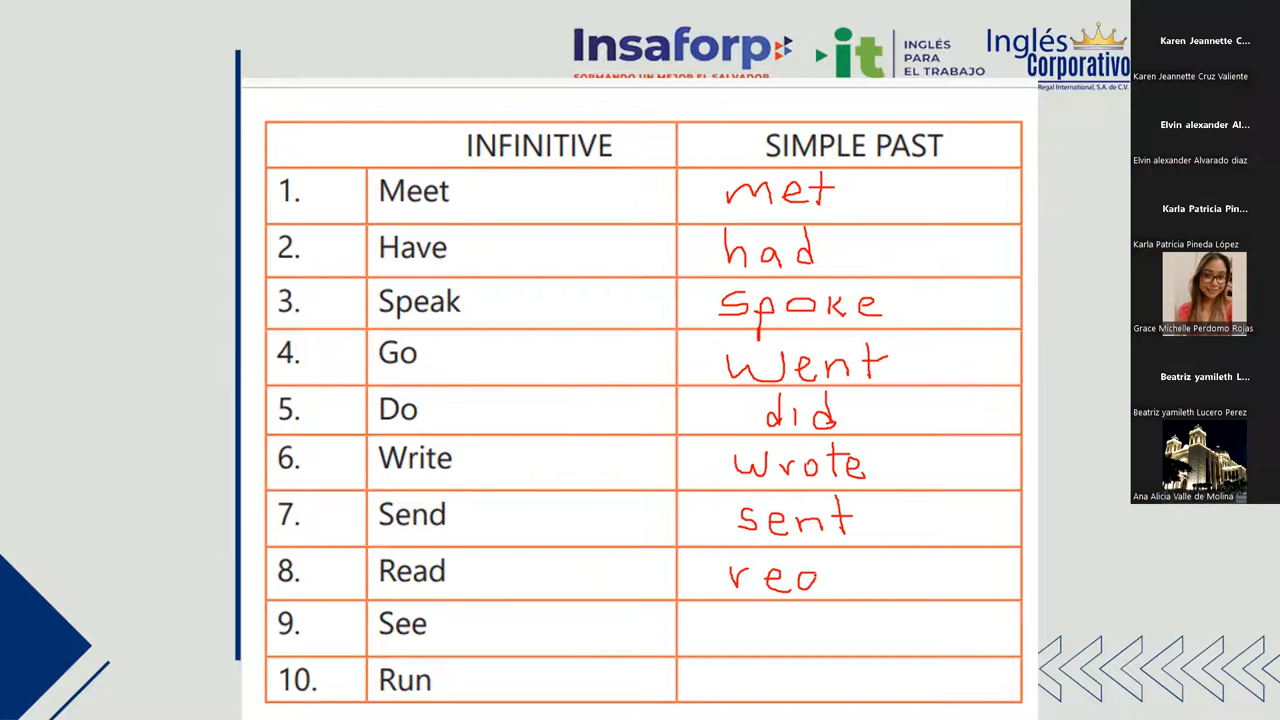 Insaforp
FORMANDO UN MEJOR EL SALVADOR
it INGLÉS PARA EL TRABAJO
Inglés Corporativo
Regal International, S.A. de C.V.
INFINITIVE SIMPLE PAST
1. Meet met
2. Have had
3. Speak spoke
4. Go went
5. Do did
6. Write wrote
7. Send sent
8. Read reo
9. See
10. Run
Karen Jeannette C...
Karen Jeannette Cruz Valiente
Elvin alexander Al...
Elvin alexander Alvarado diaz
Karla Patricia Pin...
Karla Patricia Pineda López
Grace Michelle Perdomo Rojas
Beatriz yamileth L...
Beatriz yamileth Lucero Perez
Ana Alicia Valle de Molina